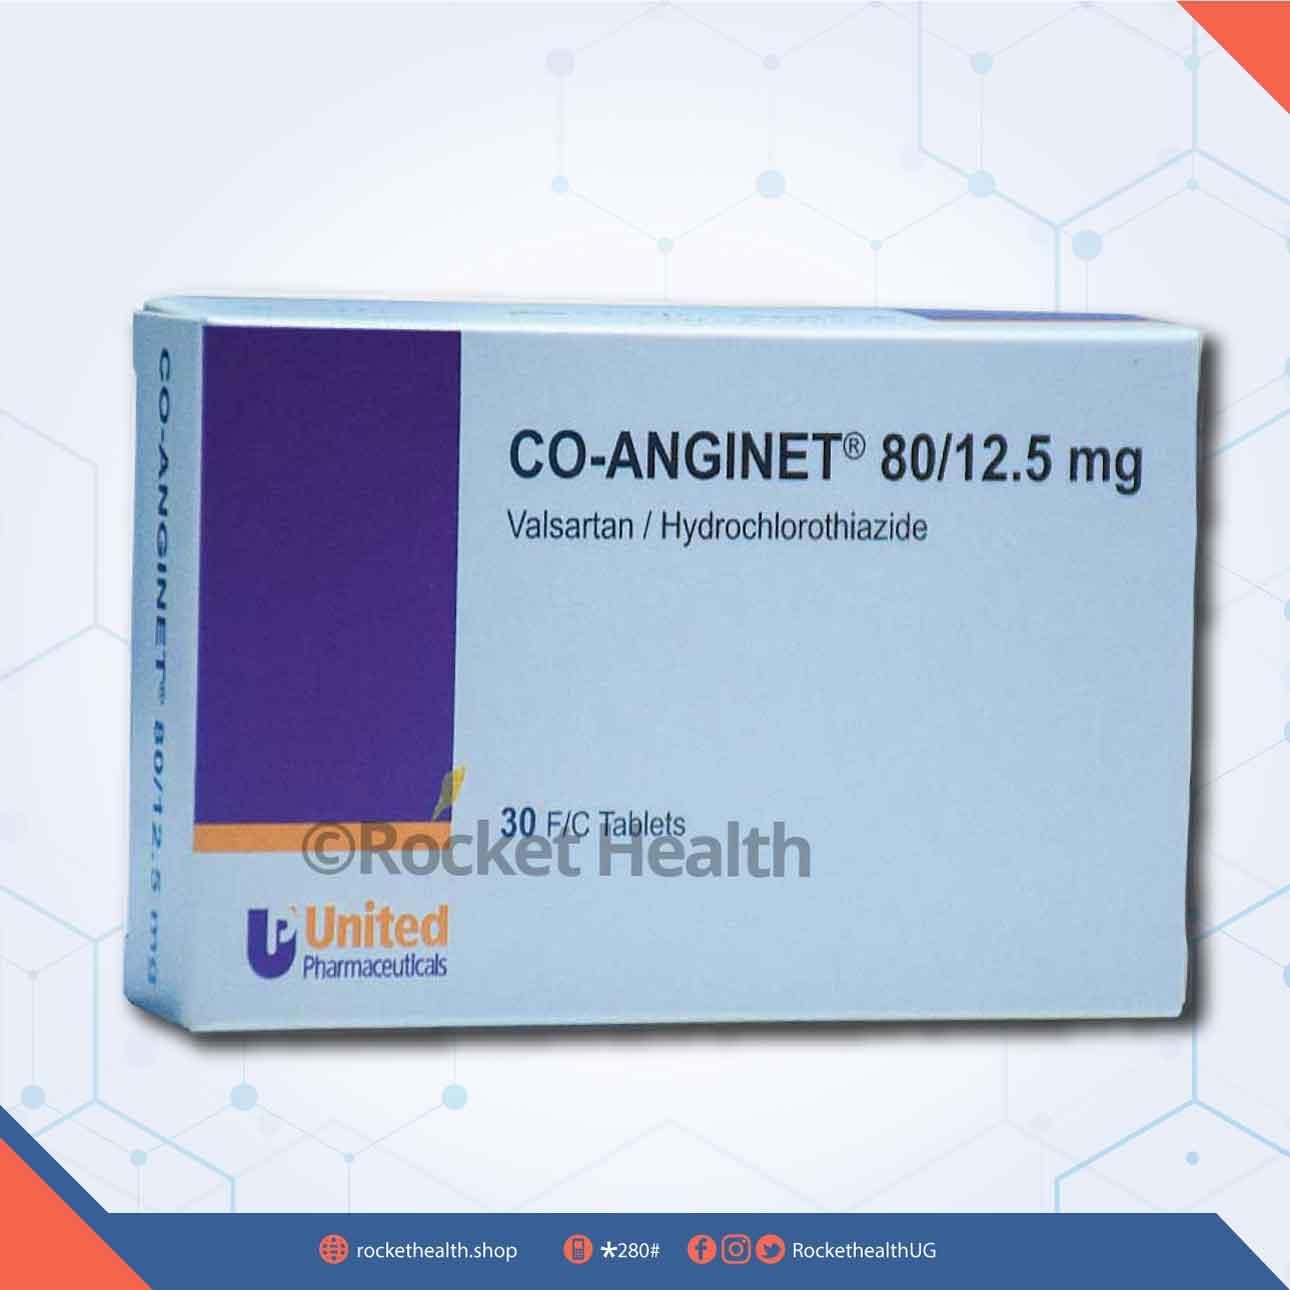 CO-ANGINET® 80/12.5 mg
CO-ANGINET® 80/12.5 mg
Valsartan / Hydrochlorothiazide
30 F/C Tablets
©Rocket Health
UP United
Pharmaceuticals
rockethealth.shop
*280#
RockethealthUG